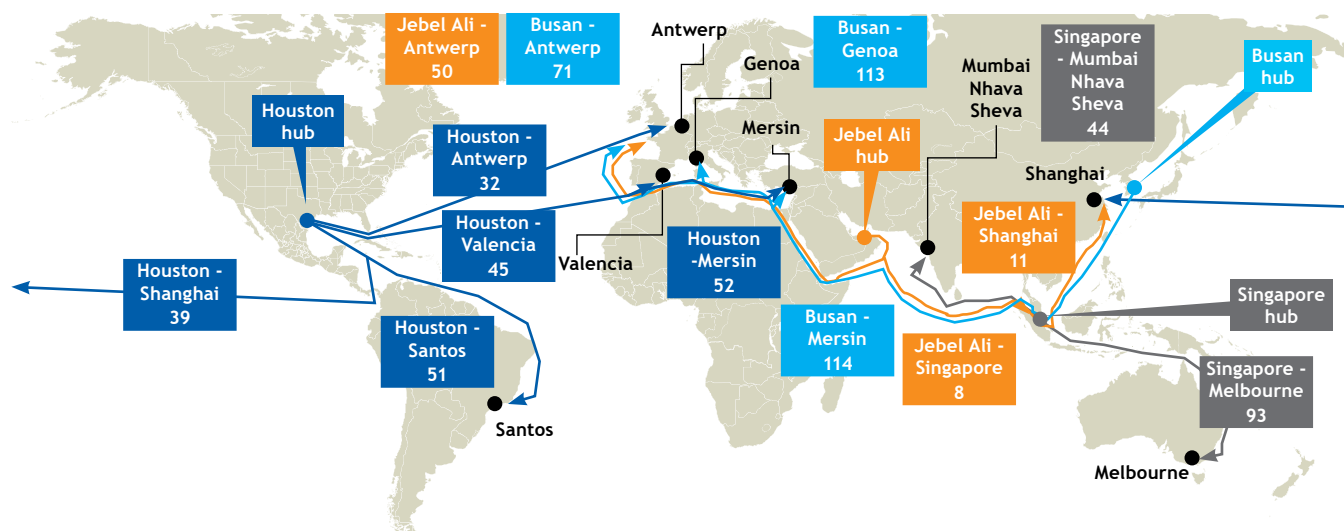 Jebel Ali -
Antwerp
50
Busan -
Antwerp
71
Antwerp
Genoa
Busan -
Genoa
113
Mumbai
Nhava
Sheva
Singapore
- Mumbai
Nhava
Sheva
44
Busan
hub
Houston
hub
Houston -
Antwerp
32
Mersin
Jebel Ali
hub
Shanghai
Houston -
Valencia
45
Valencia
Houston
-Mersin
52
Jebel Ali -
Shanghai
11
Houston -
Shanghai
39
Singapore
hub
Houston -
Santos
51
Busan -
Mersin
114
Jebel Ali -
Singapore
8
Singapore -
Melbourne
93
Santos
Melbourne